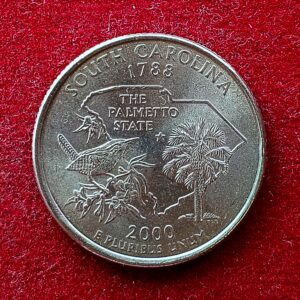 SOUTH CAROLINA
1788
THE
PALMETTO
STATE
2000
E PLURIBUS UNUM